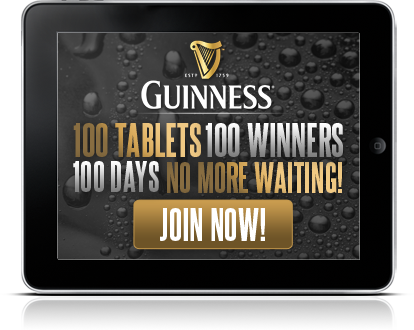 ESTD 1759
GUINNESS
100 TABLETS 100 WINNERS
100 DAYS NO MORE WAITING!
JOIN NOW!